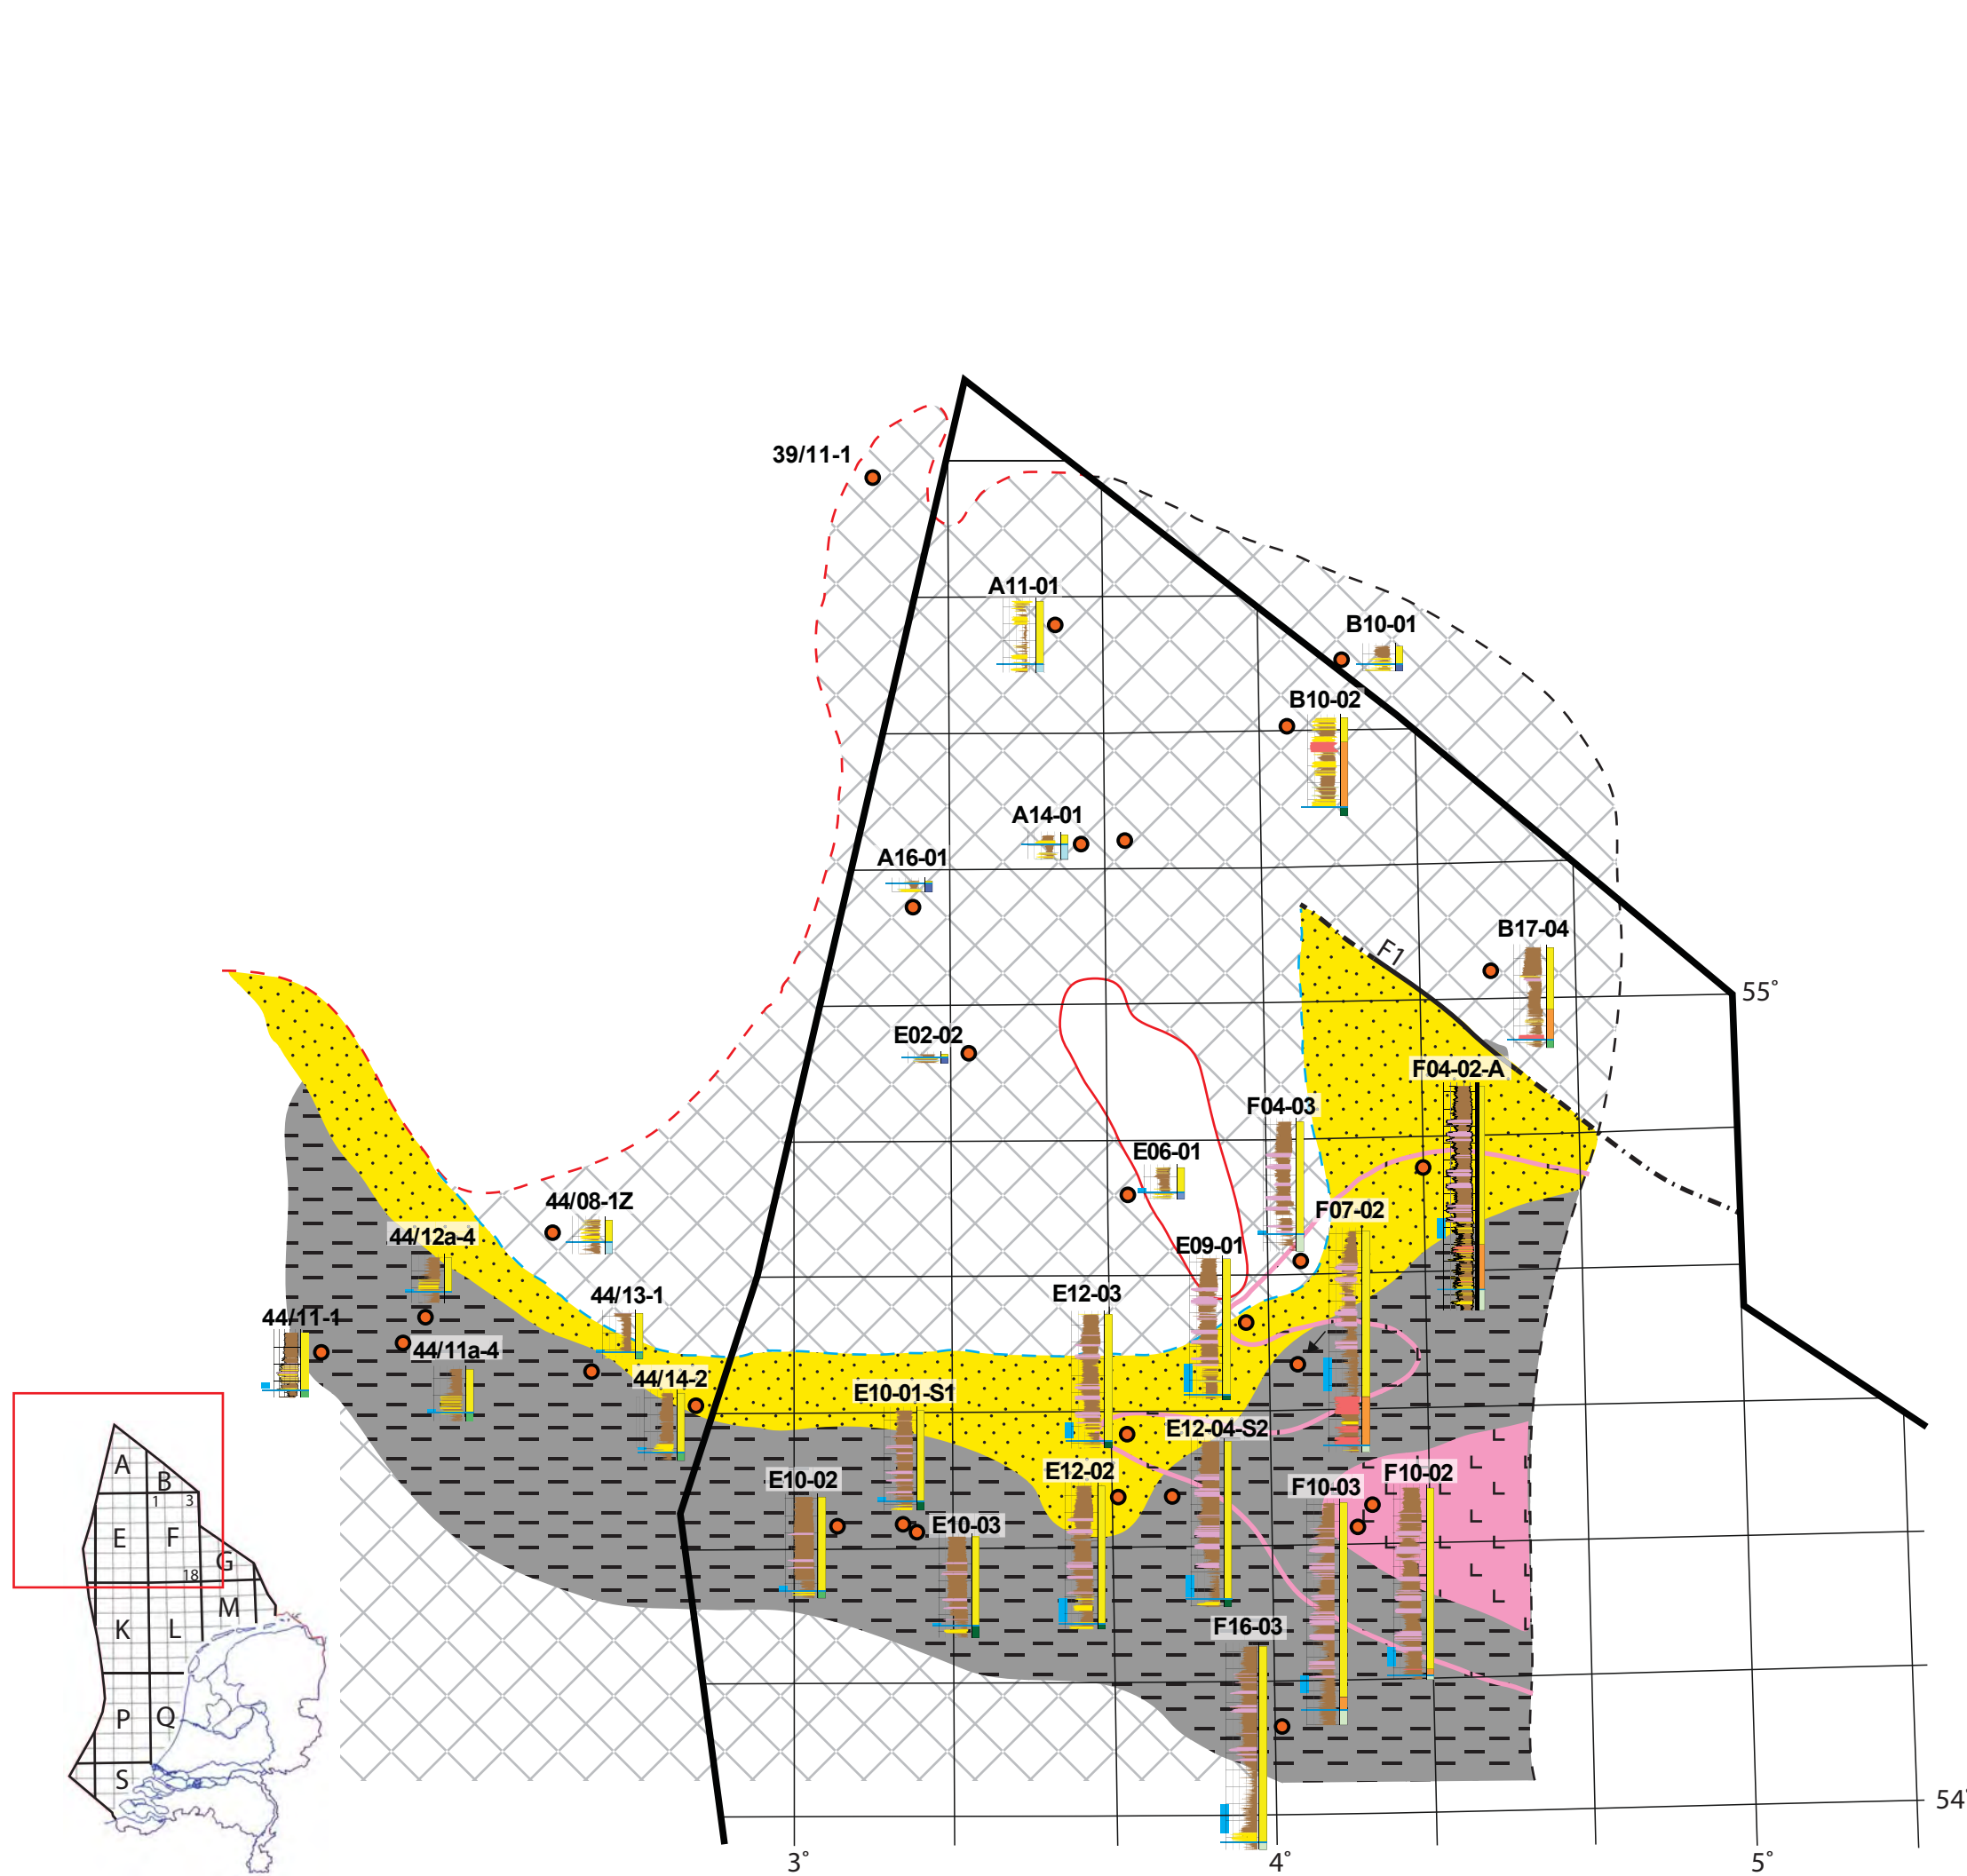 39/11-1
A11-01
B10-01
B10-02
A14-01
A16-01
B17-04
F1
55°
E02-02
F04-02-A
F04-03
E06-01
44/08-1Z
F07-02
44/12a-4
E09-01
44/13-1
E12-03
44/11-1
44/11a-4
44/14-2
E10-01-S1
E12-04-S2
E12-02
F10-02
E10-02
F10-03
E10-03
F16-03
A
B
1 3
E F
G
18
K L M
P Q
S
54°
3° 4° 5°